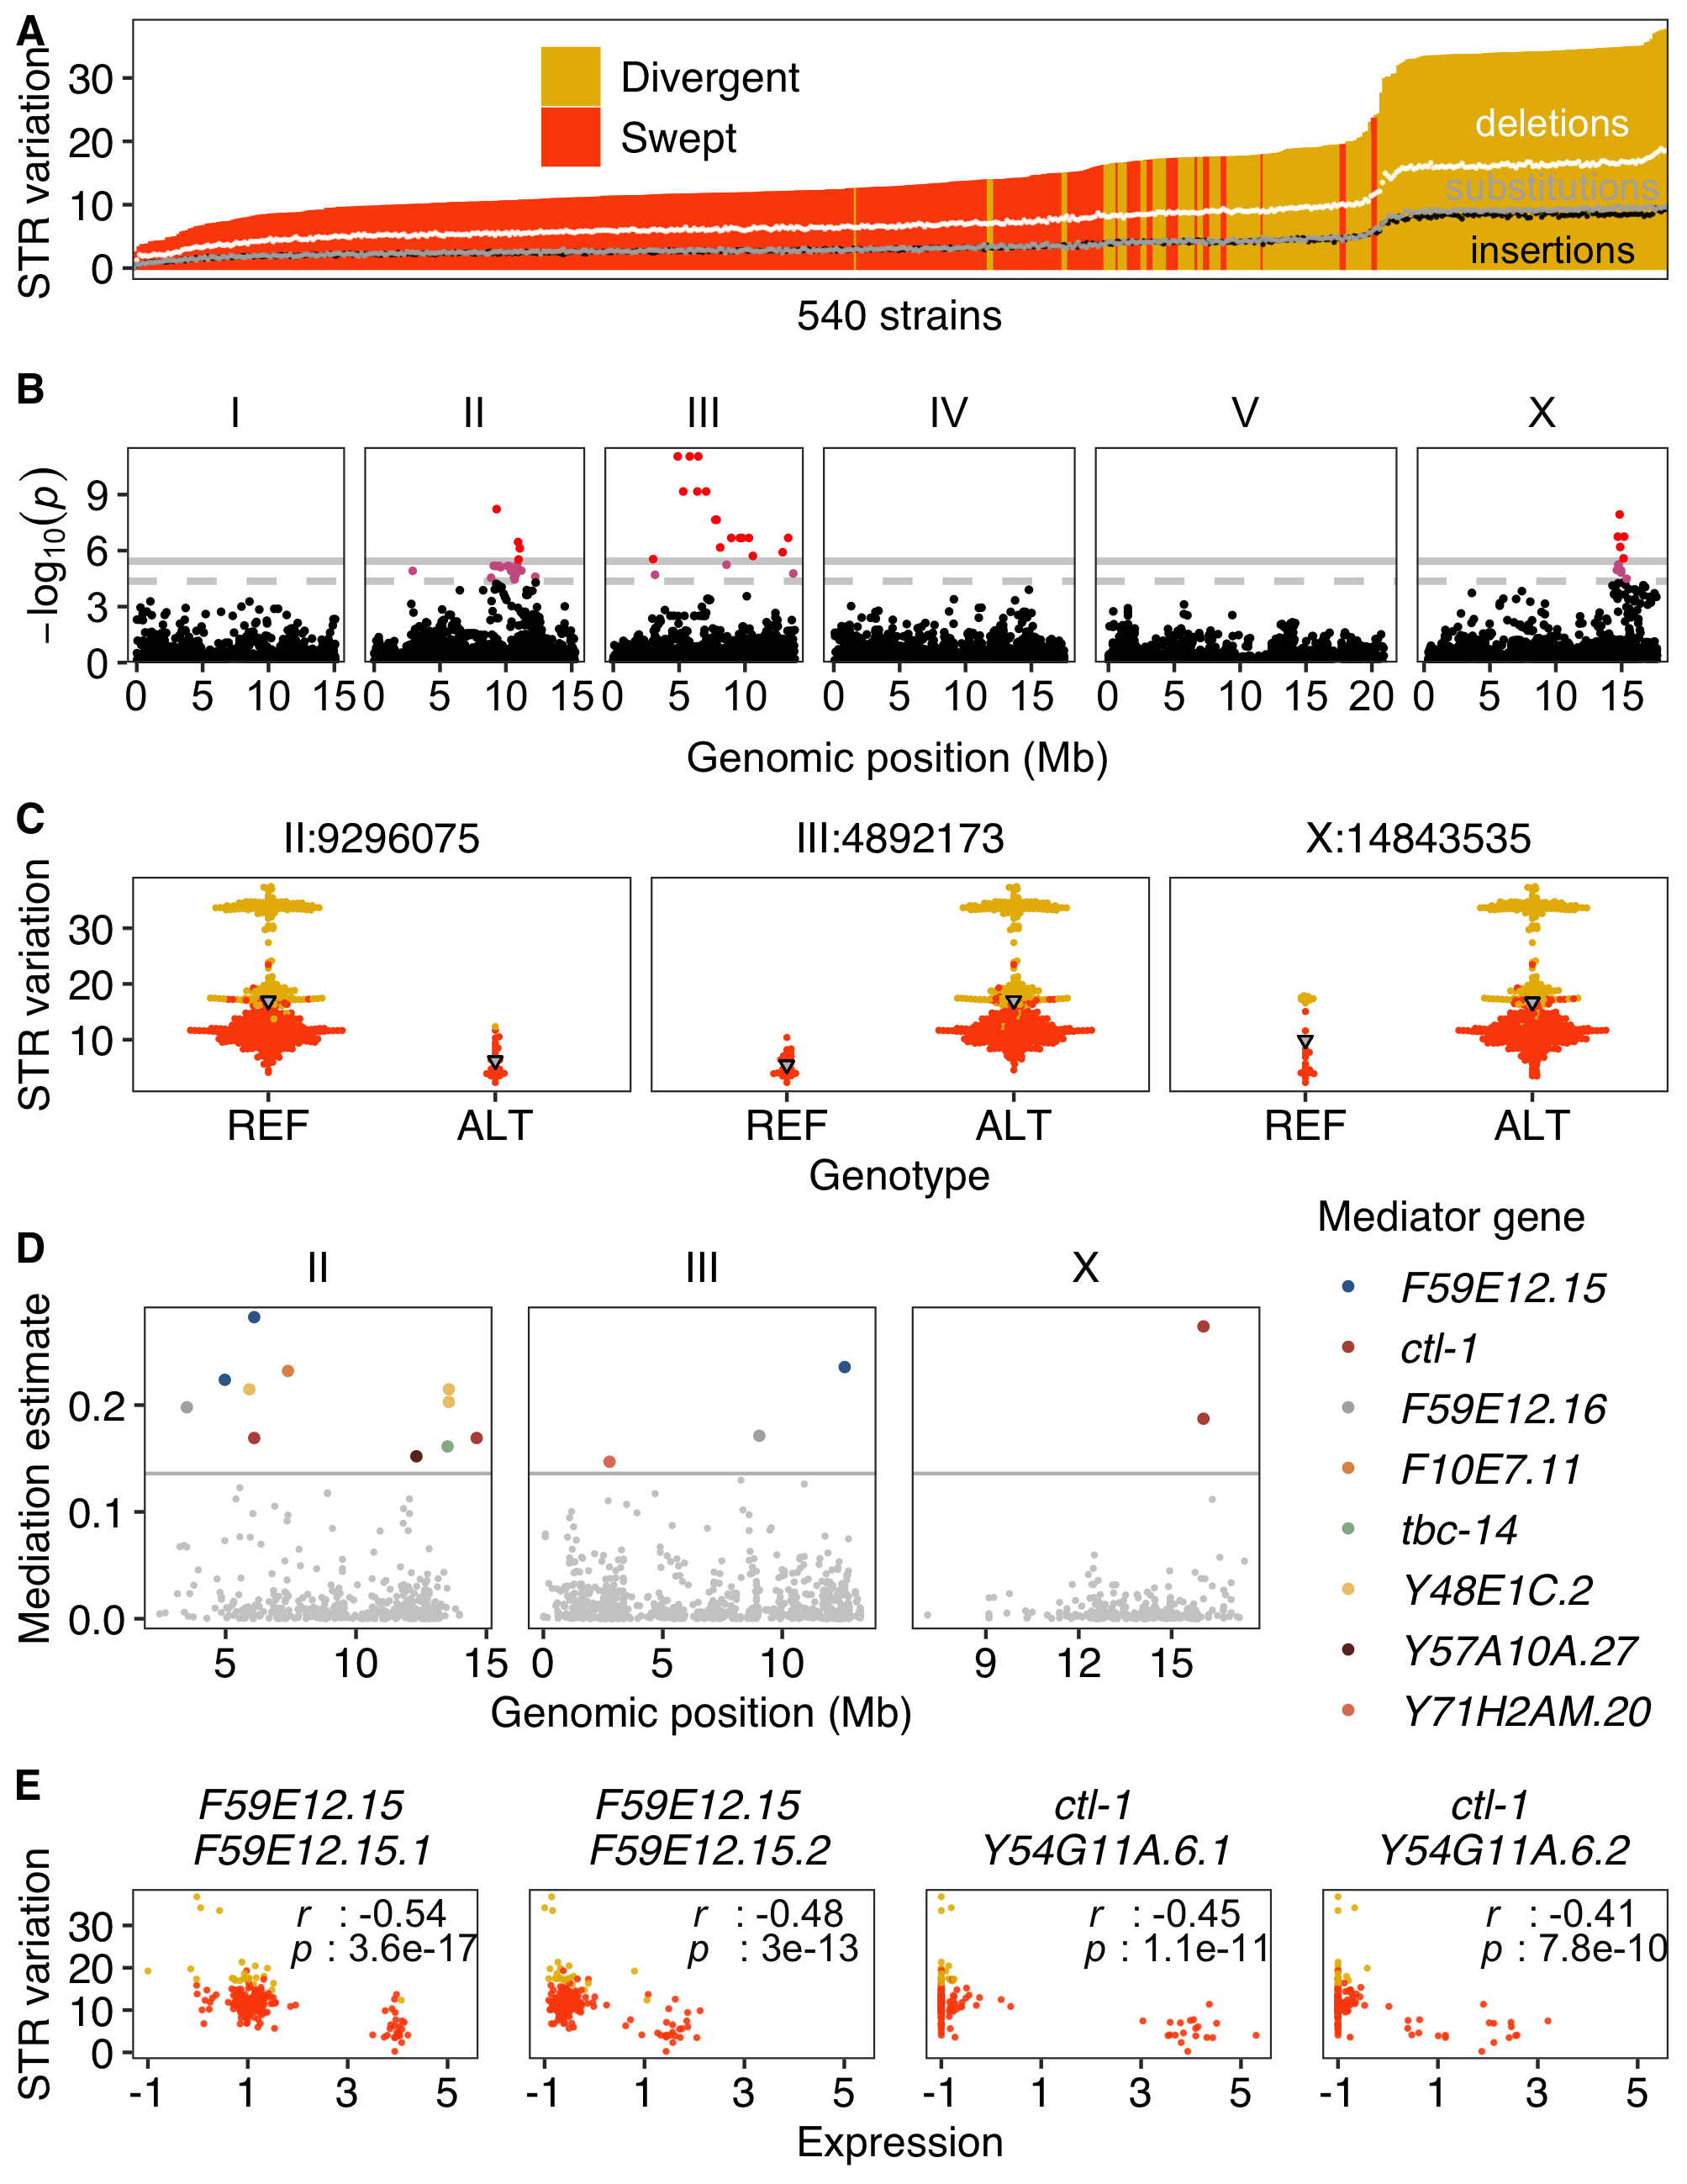 A
STR variation
30
20
10
0
Divergent
Swept
deletions
substitutions
insertions
540 strains
B
I
II
III
IV
V
X
−log10(p)
9
6
3
0
0 5 10 15
0 5 10 15
0 5 10
0 5 10 15
0 5 10 15 20
0 5 10 15
Genomic position (Mb)
C
II:9296075
III:4892173
X:14843535
STR variation
30
20
10
REF ALT
REF ALT
REF ALT
Genotype
D
II
III
X
Mediation estimate
0.2
0.1
0.0
5 10 15
0 5 10
9 12 15
Genomic position (Mb)
Mediator gene
F59E12.15
ctl-1
F59E12.16
F10E7.11
tbc-14
Y48E1C.2
Y57A10A.27
Y71H2AM.20
E
STR variation
30
20
10
0
F59E12.15
F59E12.15.1
r : -0.54
p : 3.6e-17
-1 1 3 5
F59E12.15
F59E12.15.2
r : -0.48
p : 3e-13
-1 1 3 5
ctl-1
Y54G11A.6.1
r : -0.45
p : 1.1e-11
-1 1 3 5
ctl-1
Y54G11A.6.2
r : -0.41
p : 7.8e-10
-1 1 3 5
Expression